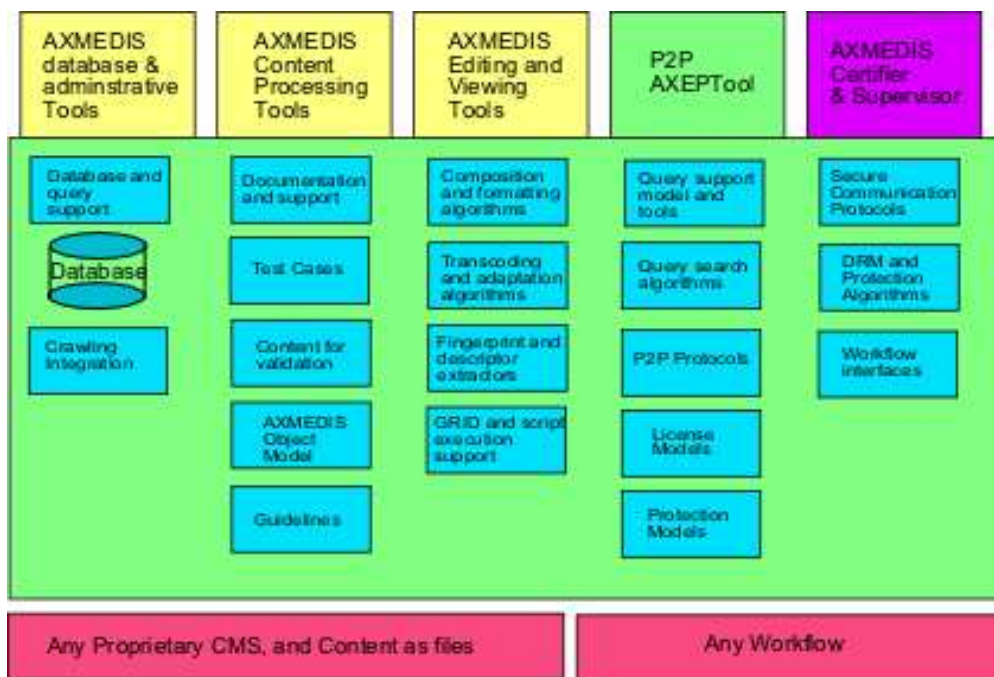 AXMEDIS
database &
adminstrative
Tools
AXMEDIS
Content
Processing
Tools
AXMEDIS
Editing and
Viewing
Tools
P2P
AXEPTool
AXMEDIS
Certifier
& Supervisor
Database and
query
support
Database
Crawling
Integration
Documentation
and support
Test Cases
Content for
validation
AXMEDIS
Object
Model
Guidelines
Composition
and formatting
algorithms
Transcoding
and adaptation
algorithms
Fingerprint and
descriptor
extractors
GRID and script
execution
support
Query support
model and
tools
Query search
algorithms
P2P Protocols
License
Models
Protection
Models
Secure
Communication
Protocols
DRM and
Protection
Algorithms
Workflow
interfaces
Any Proprietary CMS, and Content as files
Any Workflow